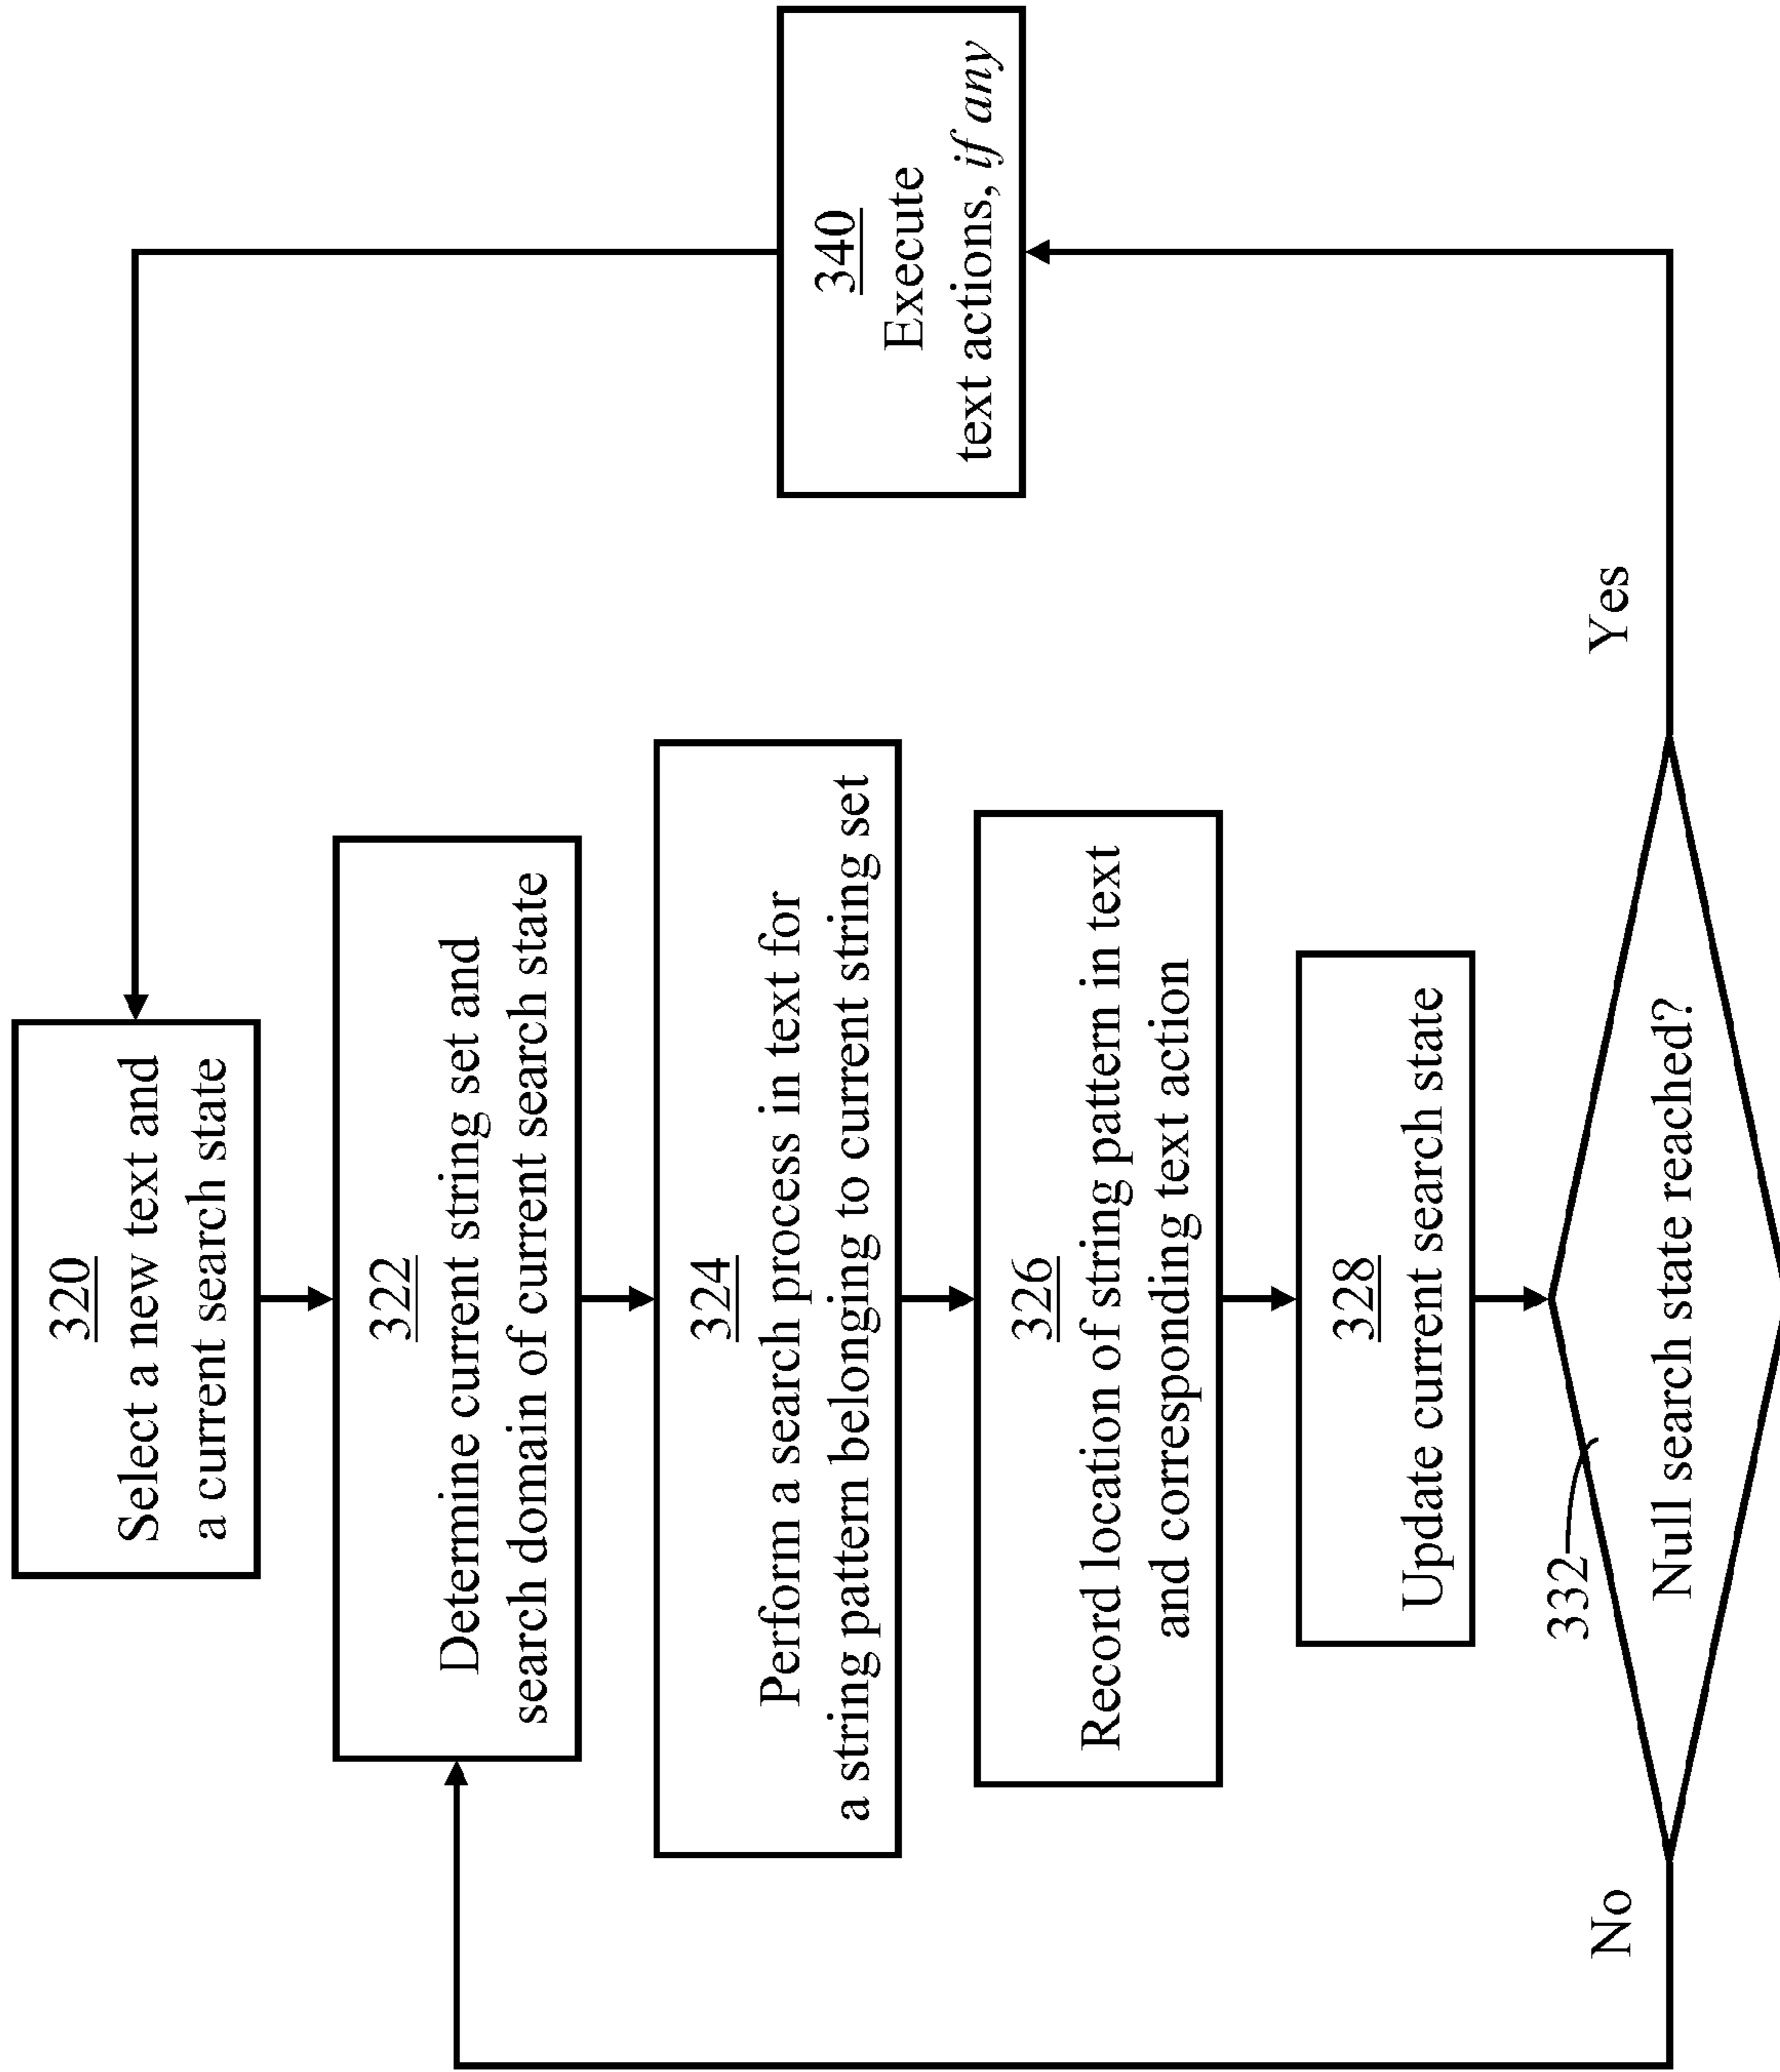 320
Select a new text and
a current search state
322
Determine current string set and
search domain of current search state
324
Perform a search process in text for
a string pattern belonging to current string set
326
Record location of string pattern in text
and corresponding text action
328
Update current search state
332
Null search state reached?
No
Yes
340
Execute
text actions, if any